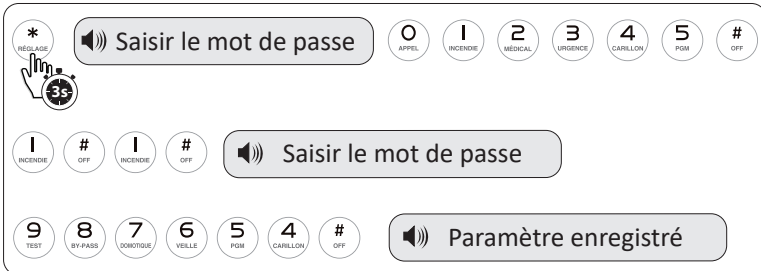 * Saisir le mot de passe 0 1 2 3 4 5 #
RÉGLAGE APPEL INCENDIE MÉDICAL URGENCE CARILLON PGM OFF
3s
1 # 1 # Saisir le mot de passe
INCENDIE OFF INCENDIE OFF
9 8 7 6 5 4 # Paramètre enregistré
TEST BY-PASS DOMOTIQUE VEILLE PGM CARILLON OFF